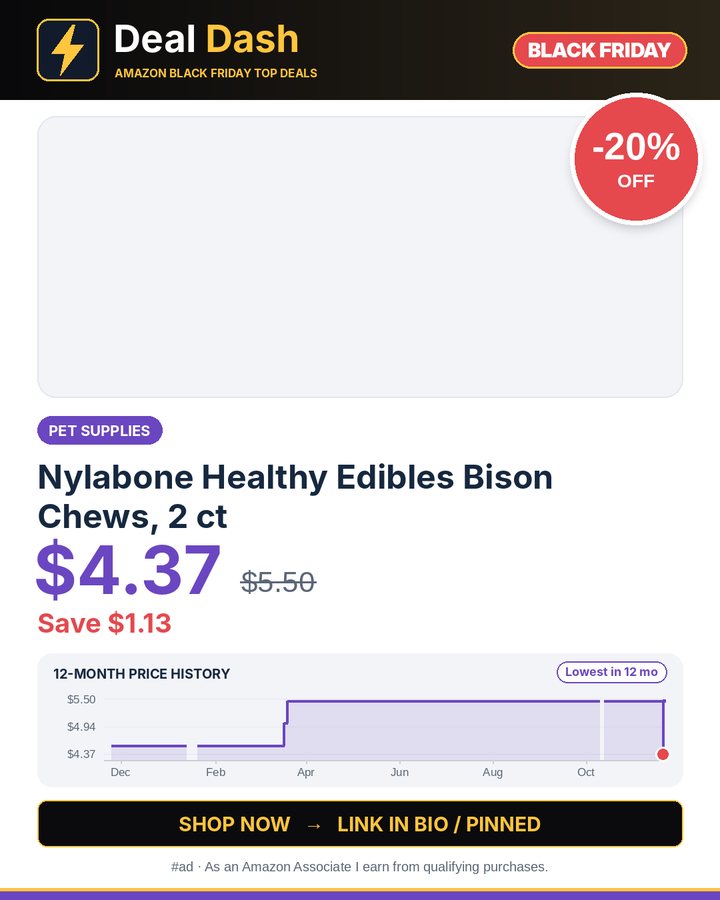 Deal Dash
AMAZON BLACK FRIDAY TOP DEALS
BLACK FRIDAY
-20%
OFF
PET SUPPLIES
Nylabone Healthy Edibles Bison
Chews, 2 ct
$4.37 $5.50
Save $1.13
12-MONTH PRICE HISTORY
Lowest in 12 mo
$5.50
$4.94
$4.37
Dec Feb Apr Jun Aug Oct
SHOP NOW → LINK IN BIO / PINNED
#ad · As an Amazon Associate I earn from qualifying purchases.